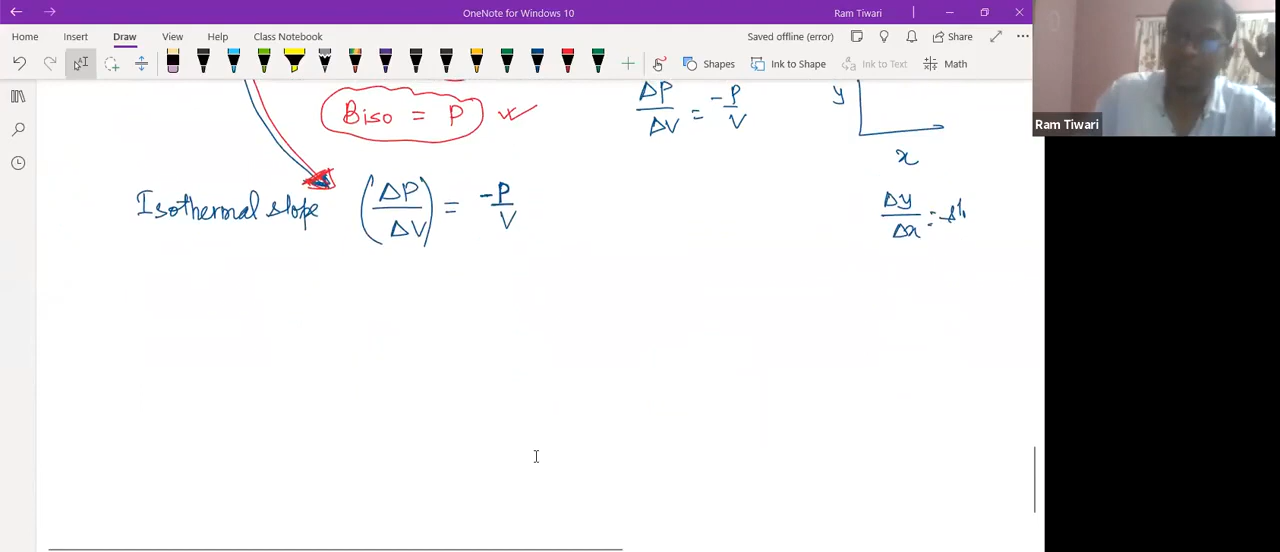 OneNote for Windows 10
Ram Tiwari
Home Insert Draw View Help Class Notebook
Saved offline (error) Share
Shapes Ink to Shape Ink to Text Math
Ram Tiwari
Biso = P
ΔP/ΔV = -P/V
y
x
Isothermal slope (ΔP/ΔV) = -P/V
Δy/Δx =